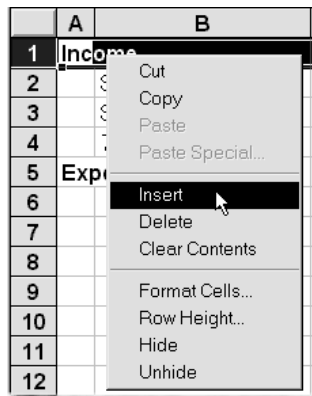 A B
1 Income
2
3
4
5
6
7
8
9
10
11
12
Cut
Copy
Paste
Paste Special...
Insert
Delete
Clear Contents
Format Cells...
Row Height...
Hide
Unhide